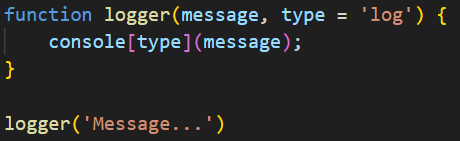 function logger(message, type = 'log') {
    console[type](message);
}

logger('Message...')